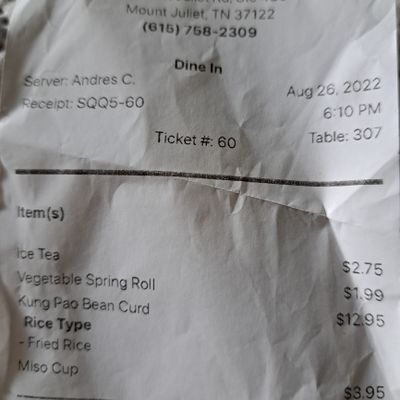 Mount Juliet, TN 37122
(615) 758-2309
Dine In
Server: Andres C.
Aug 26, 2022
Receipt: SQQ5-60
6:10 PM
Ticket #: 60
Table: 307
Item(s)
Ice Tea
$2.75
Vegetable Spring Roll
$1.99
Kung Pao Bean Curd
$12.95
Rice Type
- Fried Rice
Miso Cup
$3.95